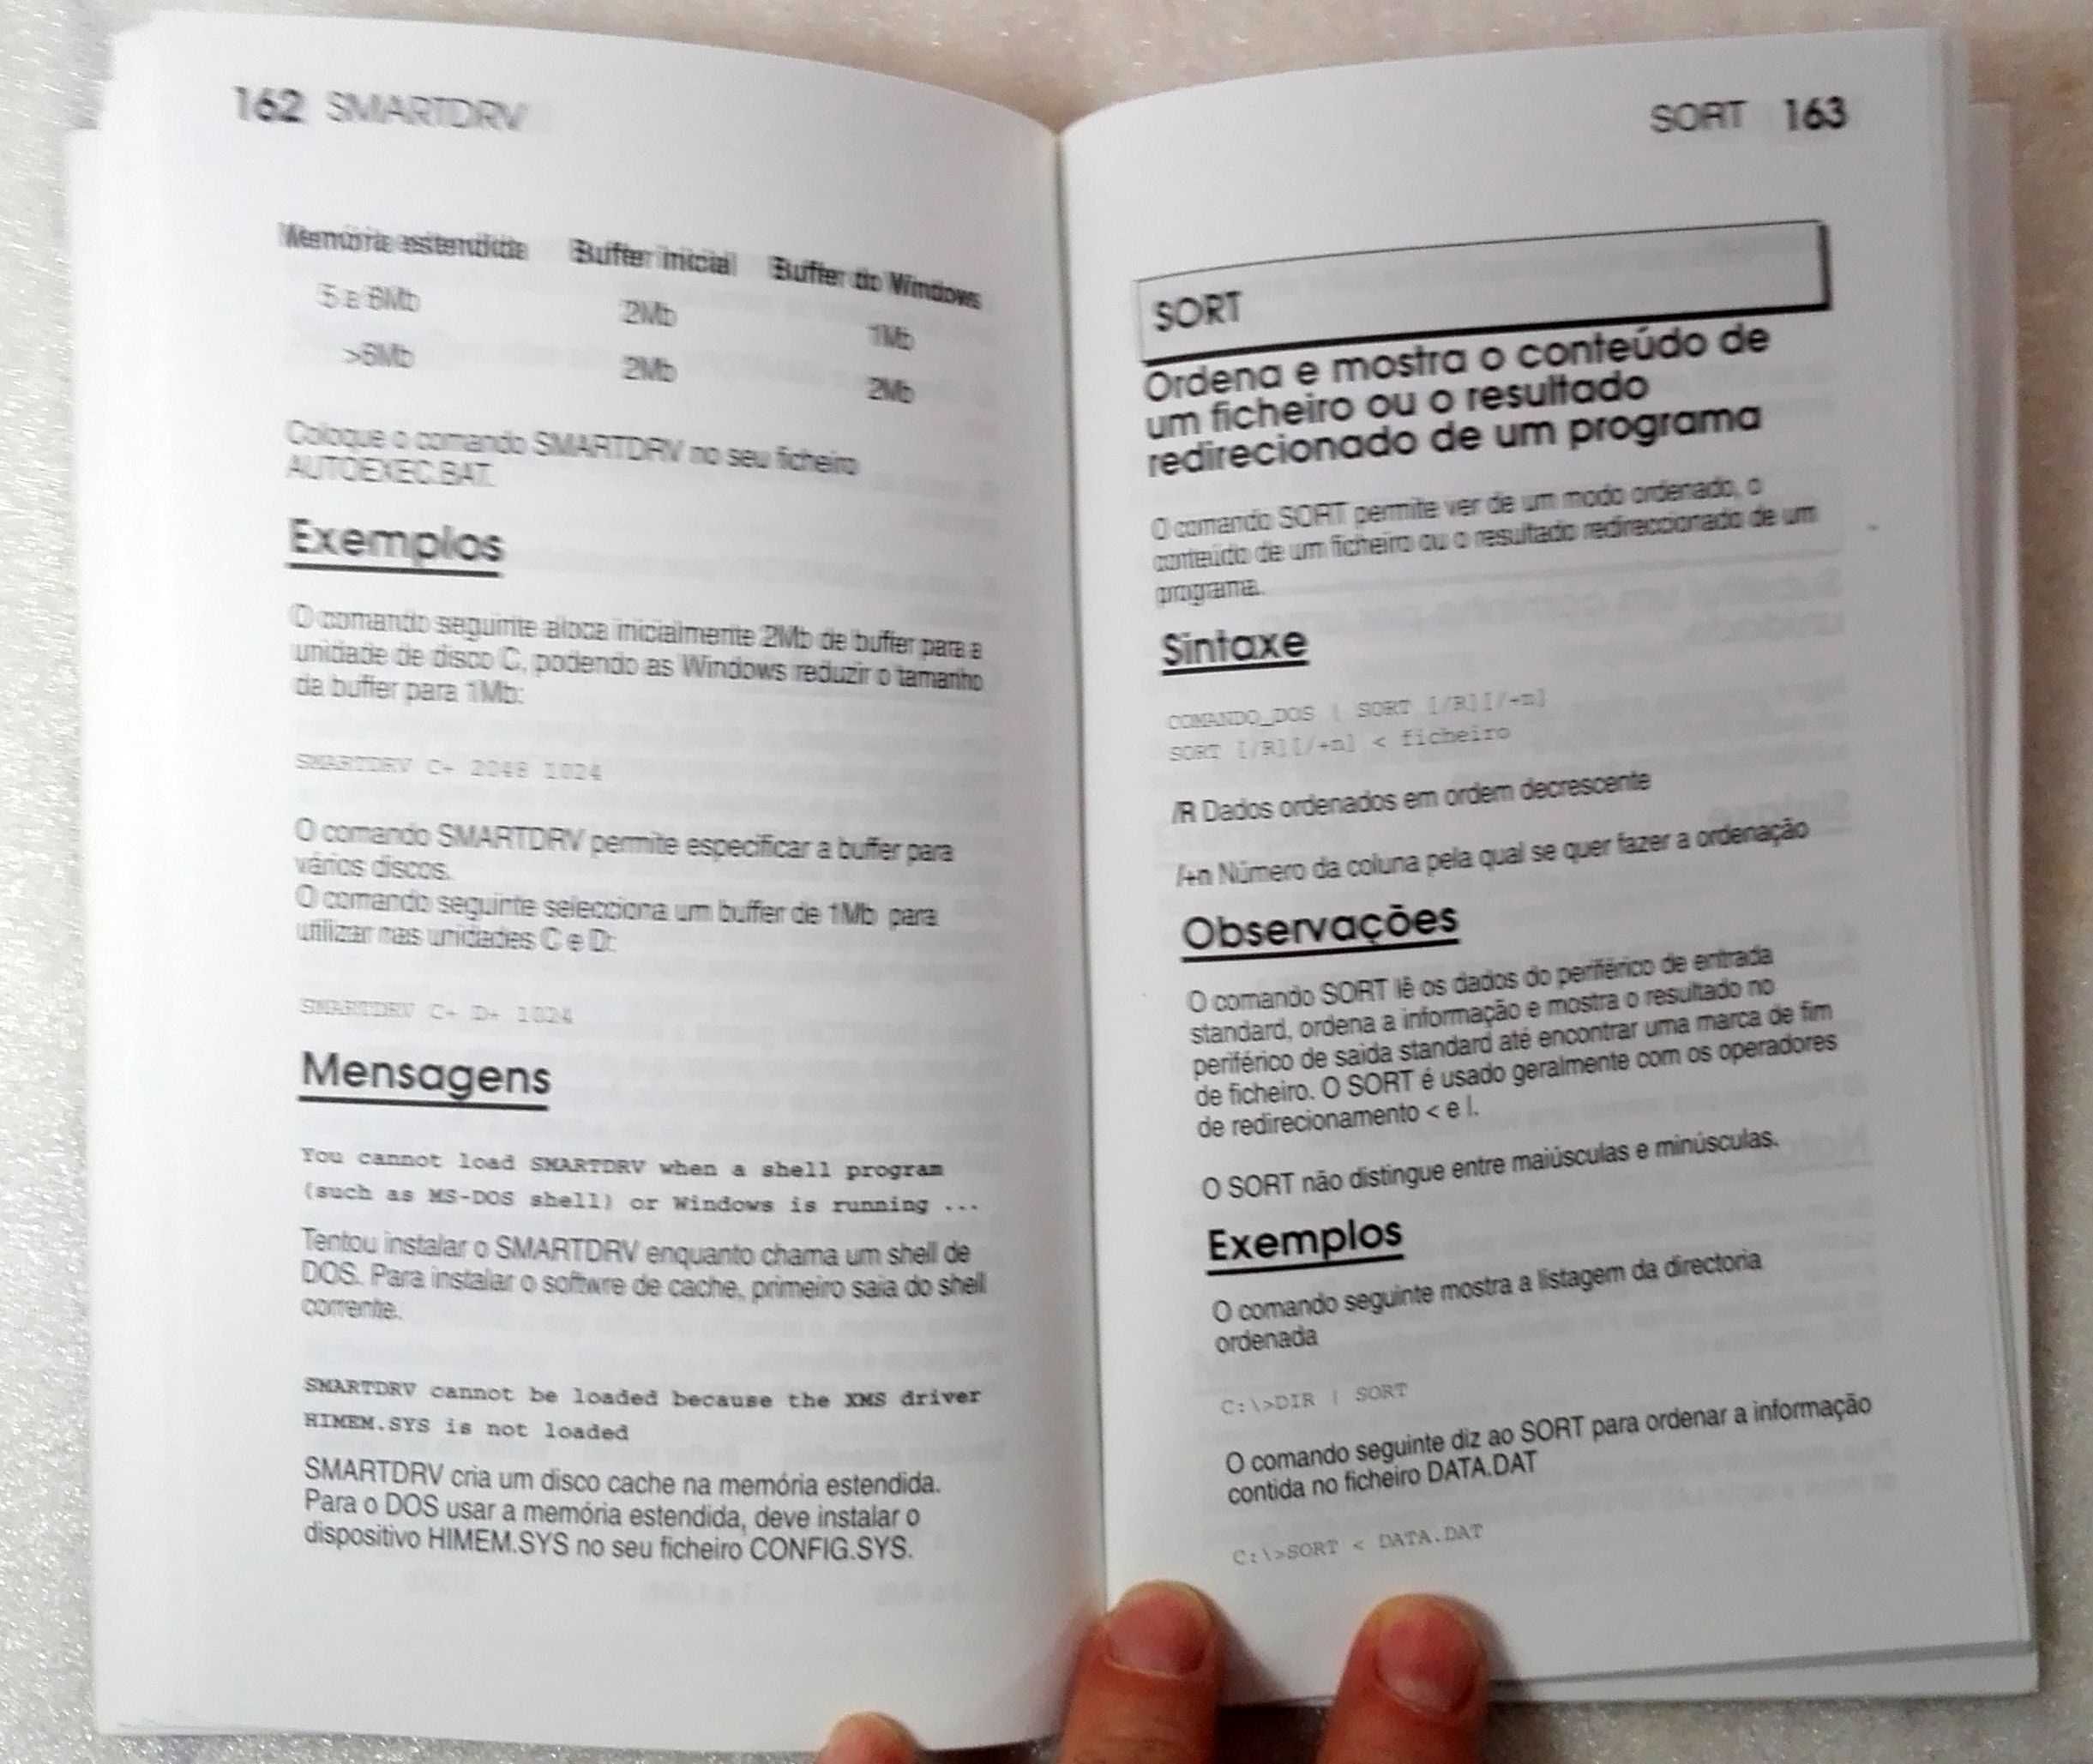 162 SMARTDRV
Memória estendida Buffer inicial Buffer do Windows
5 a 6Mb 2Mb 1Mb
>6Mb 2Mb 2Mb
Coloque o comando SMARTDRV no seu ficheiro
AUTOEXEC.BAT.
Exemplos
O comando seguinte aloca inicialmente 2Mb de buffer para a
unidade de disco C, podendo as Windows reduzir o tamanho
da buffer para 1Mb:
SMARTDRV C+ 2048 1024
O comando SMARTDRV permite especificar a buffer para
vários discos.
O comando seguinte selecciona um buffer de 1Mb para
utilizar nas unidades C e D:
SMARTDRV C+ D+ 1024
Mensagens
You cannot load SMARTDRV when a shell program
(such as MS-DOS shell) or Windows is running ...
Tentou instalar o SMARTDRV enquanto chama um shell de
DOS. Para instalar o softwre de cache, primeiro saia do shell
corrente.
SMARTDRV cannot be loaded because the XMS driver
HIMEM.SYS is not loaded
SMARTDRV cria um disco cache na memória estendida.
Para o DOS usar a memória estendida, deve instalar o
dispositivo HIMEM.SYS no seu ficheiro CONFIG.SYS.
SORT 163
SORT
Ordena e mostra o conteúdo de
um ficheiro ou o resultado
redirecionado de um programa
O comando SORT permite ver de um modo ordenado, o
conteúdo de um ficheiro ou o resultado redireccionado de um
programa.
Sintaxe
COMANDO_DOS | SORT [/R][/+n]
SORT [/R][/+n] < ficheiro
/R Dados ordenados em ordem decrescente
/+n Número da coluna pela qual se quer fazer a ordenação
Observações
O comando SORT lê os dados do periférico de entrada
standard, ordena a informação e mostra o resultado no
periférico de saida standard até encontrar uma marca de fim
de ficheiro. O SORT é usado geralmente com os operadores
de redirecionamento < e |.
O SORT não distingue entre maiúsculas e minúsculas.
Exemplos
O comando seguinte mostra a listagem da directoria
ordenada
C:\>DIR | SORT
O comando seguinte diz ao SORT para ordenar a informação
contida no ficheiro DATA.DAT
C:\>SORT < DATA.DAT